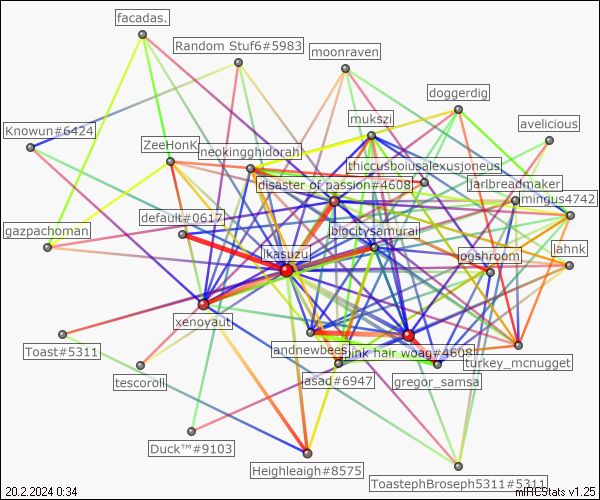 facadas.
Random Stuf6#5983
moonraven
doggerdig
mukszi
avelicious
Knowun#6424
ZeeHonK
neokingghidorah
thiccusboiusalexusjoneus
disaster of passion#4608
jarlbreadmaker
mingus4742
default#0617
gazpachoman
bigcitysamurai
ikasuzu
ogshroom
lahnk
xenoyaut
Toast#5311
landnewbees
pink hair woag#4608
turkey_mcnugget
tescoroll
asad#6947
gregor_samsa
Duck™#9103
Heighleaigh#8575
ToastephBroseph5311#5311
20.2.2024 0:34
mIRCStats v1.25